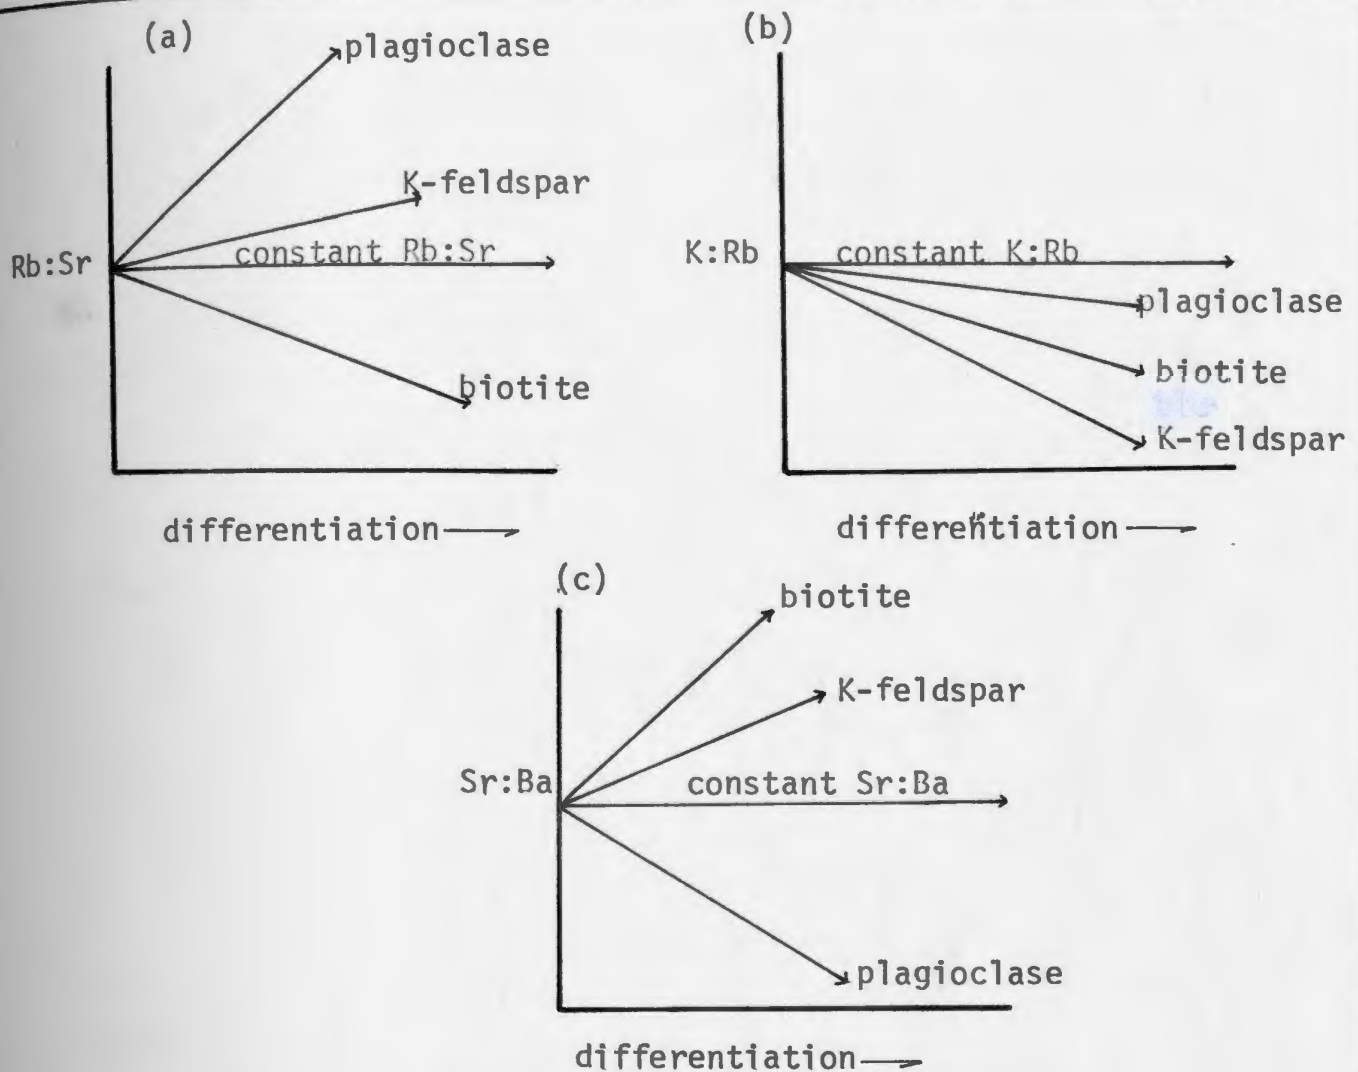 (a)
plagioclase
K-feldspar
constant Rb:Sr
Rb:Sr
biotite
differentiation
(b)
K:Rb
constant K:Rb
plagioclase
biotite
K-feldspar
differentiation
(c)
biotite
K-feldspar
Sr:Ba
constant Sr:Ba
plagioclase
differentiation